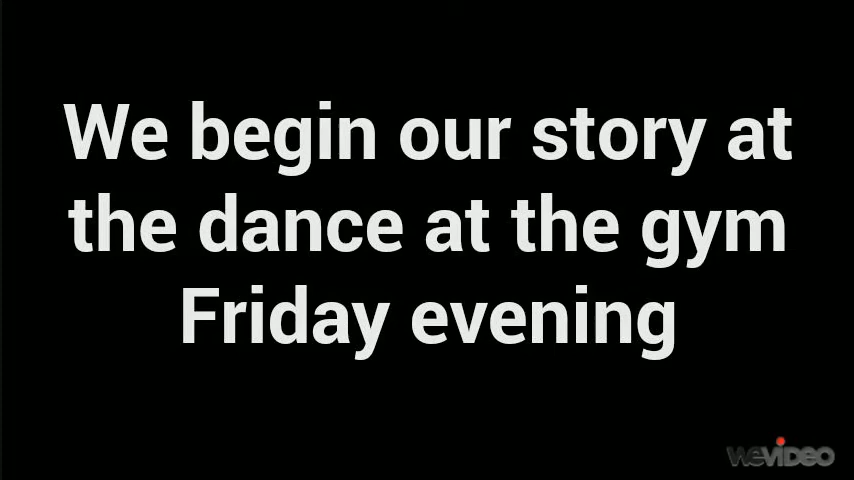 We begin our story at
the dance at the gym
Friday evening
WEVIDEO